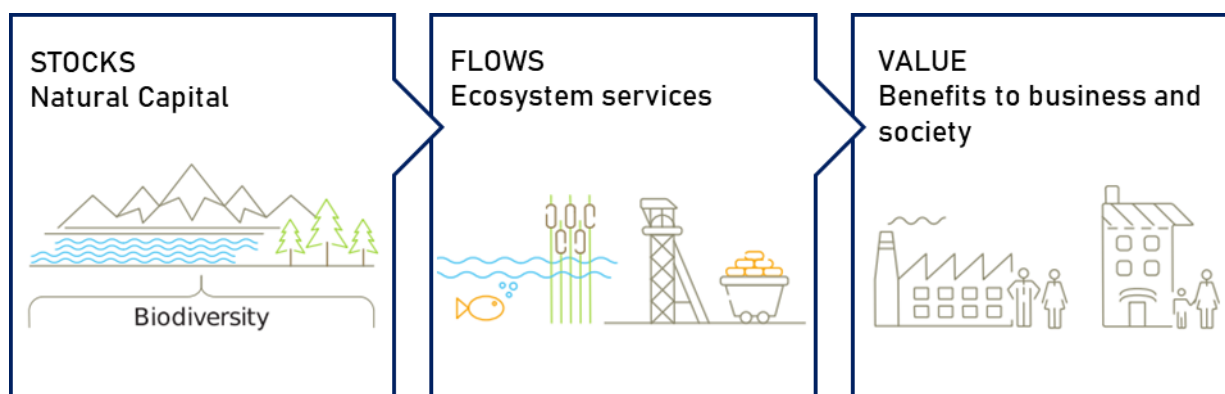 STOCKS
Natural Capital
Biodiversity
FLOWS
Ecosystem services
VALUE
Benefits to business and
society